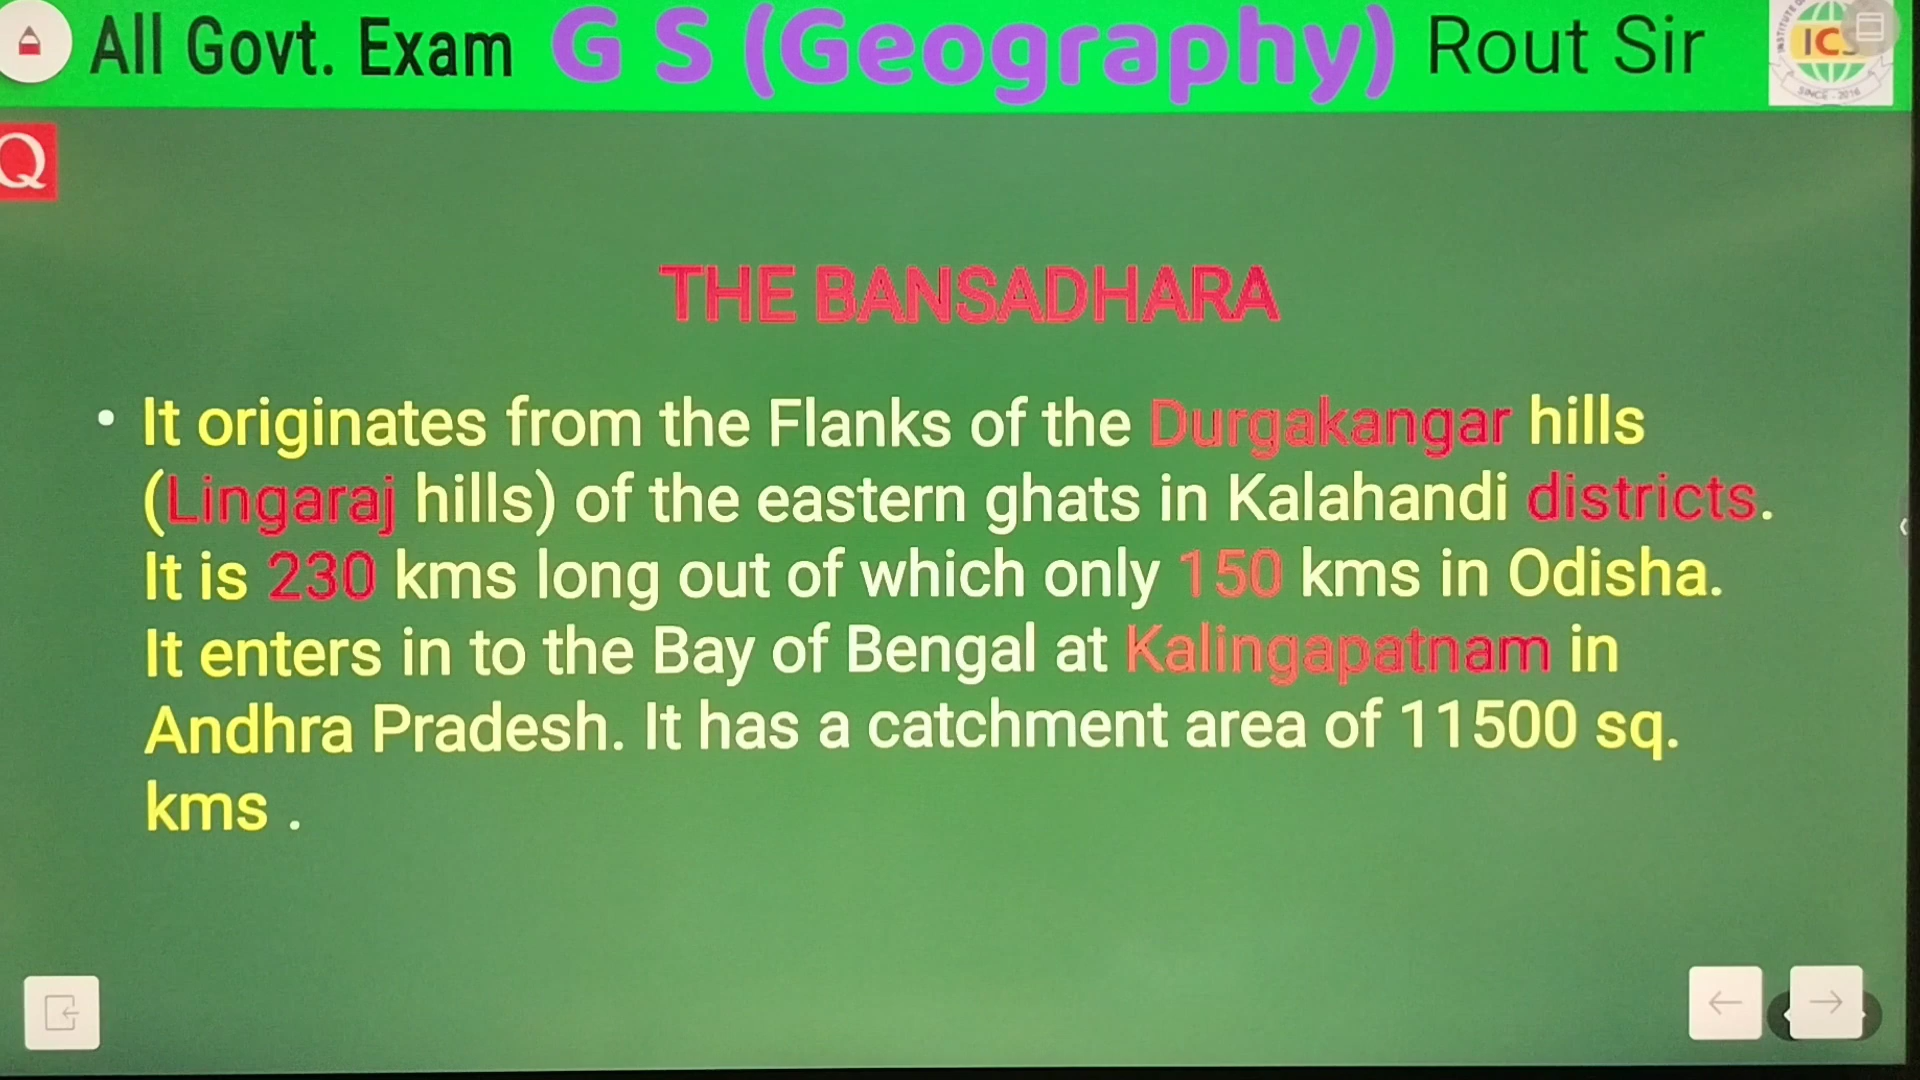 All Govt. Exam G S (Geography) Rout Sir
INSTITUTE
SINCE - 2016
Q
THE BANSADHARA
• It originates from the Flanks of the Durgakangar hills
(Lingaraj hills) of the eastern ghats in Kalahandi districts.
It is 230 kms long out of which only 150 kms in Odisha.
It enters in to the Bay of Bengal at Kalingapatnam in
Andhra Pradesh. It has a catchment area of 11500 sq.
kms .